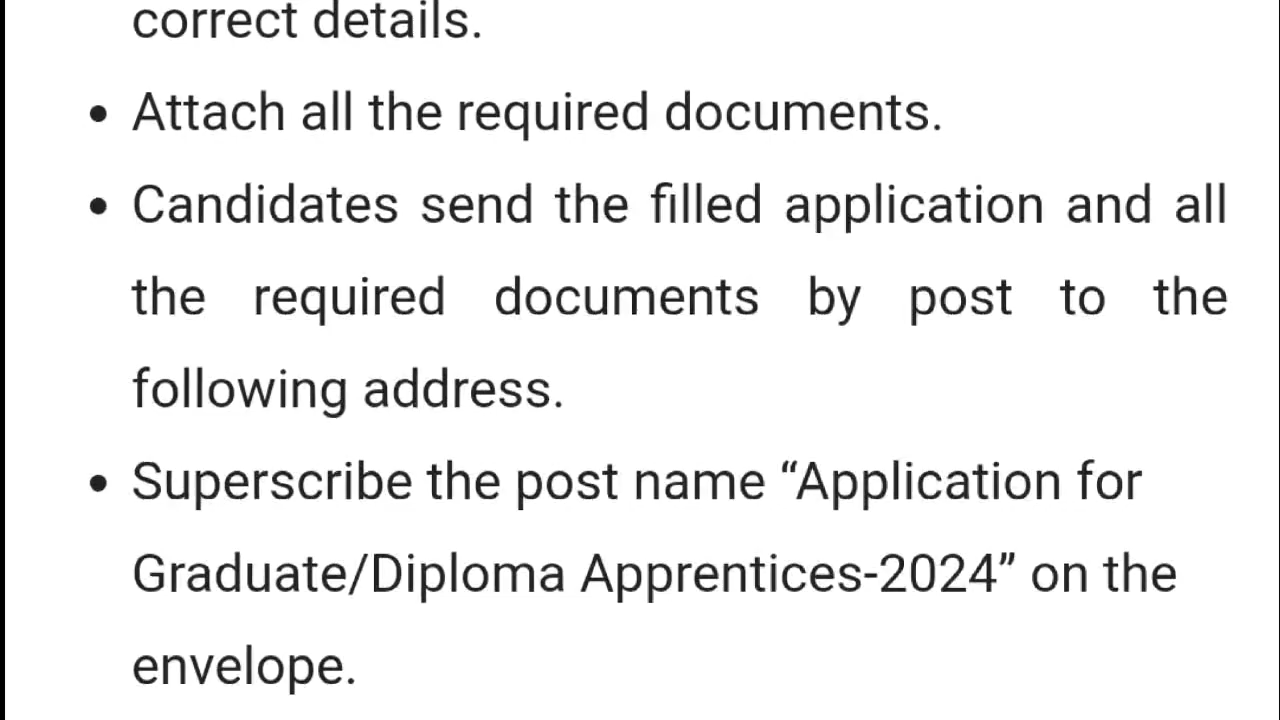 correct details.
• Attach all the required documents.
• Candidates send the filled application and all
the required documents by post to the
following address.
• Superscribe the post name “Application for
Graduate/Diploma Apprentices-2024” on the
envelope.